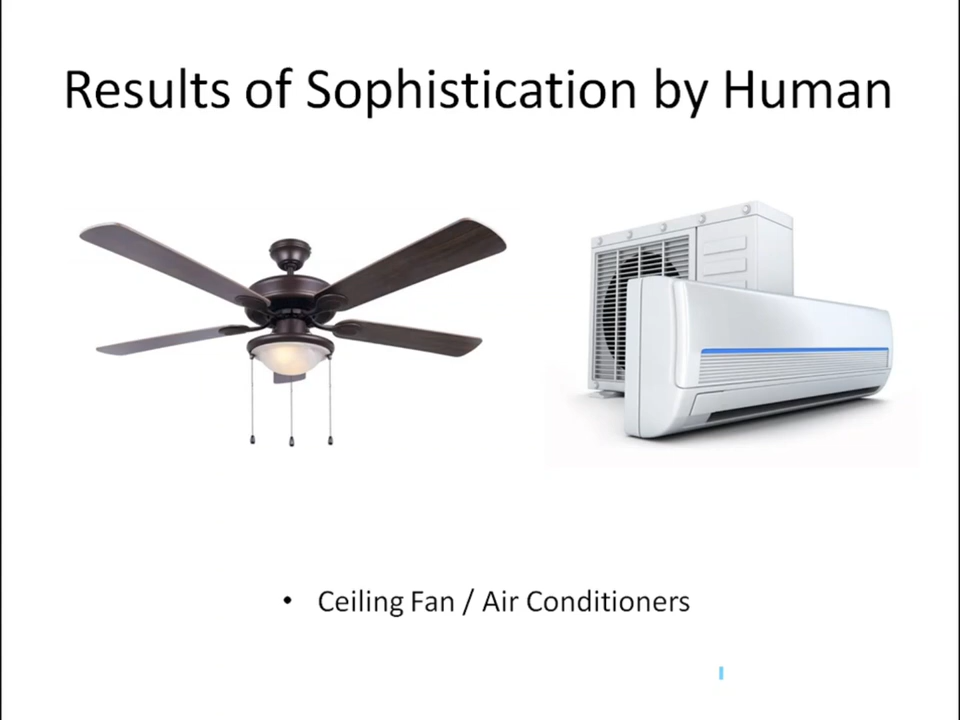 Results of Sophistication by Human
• Ceiling Fan / Air Conditioners